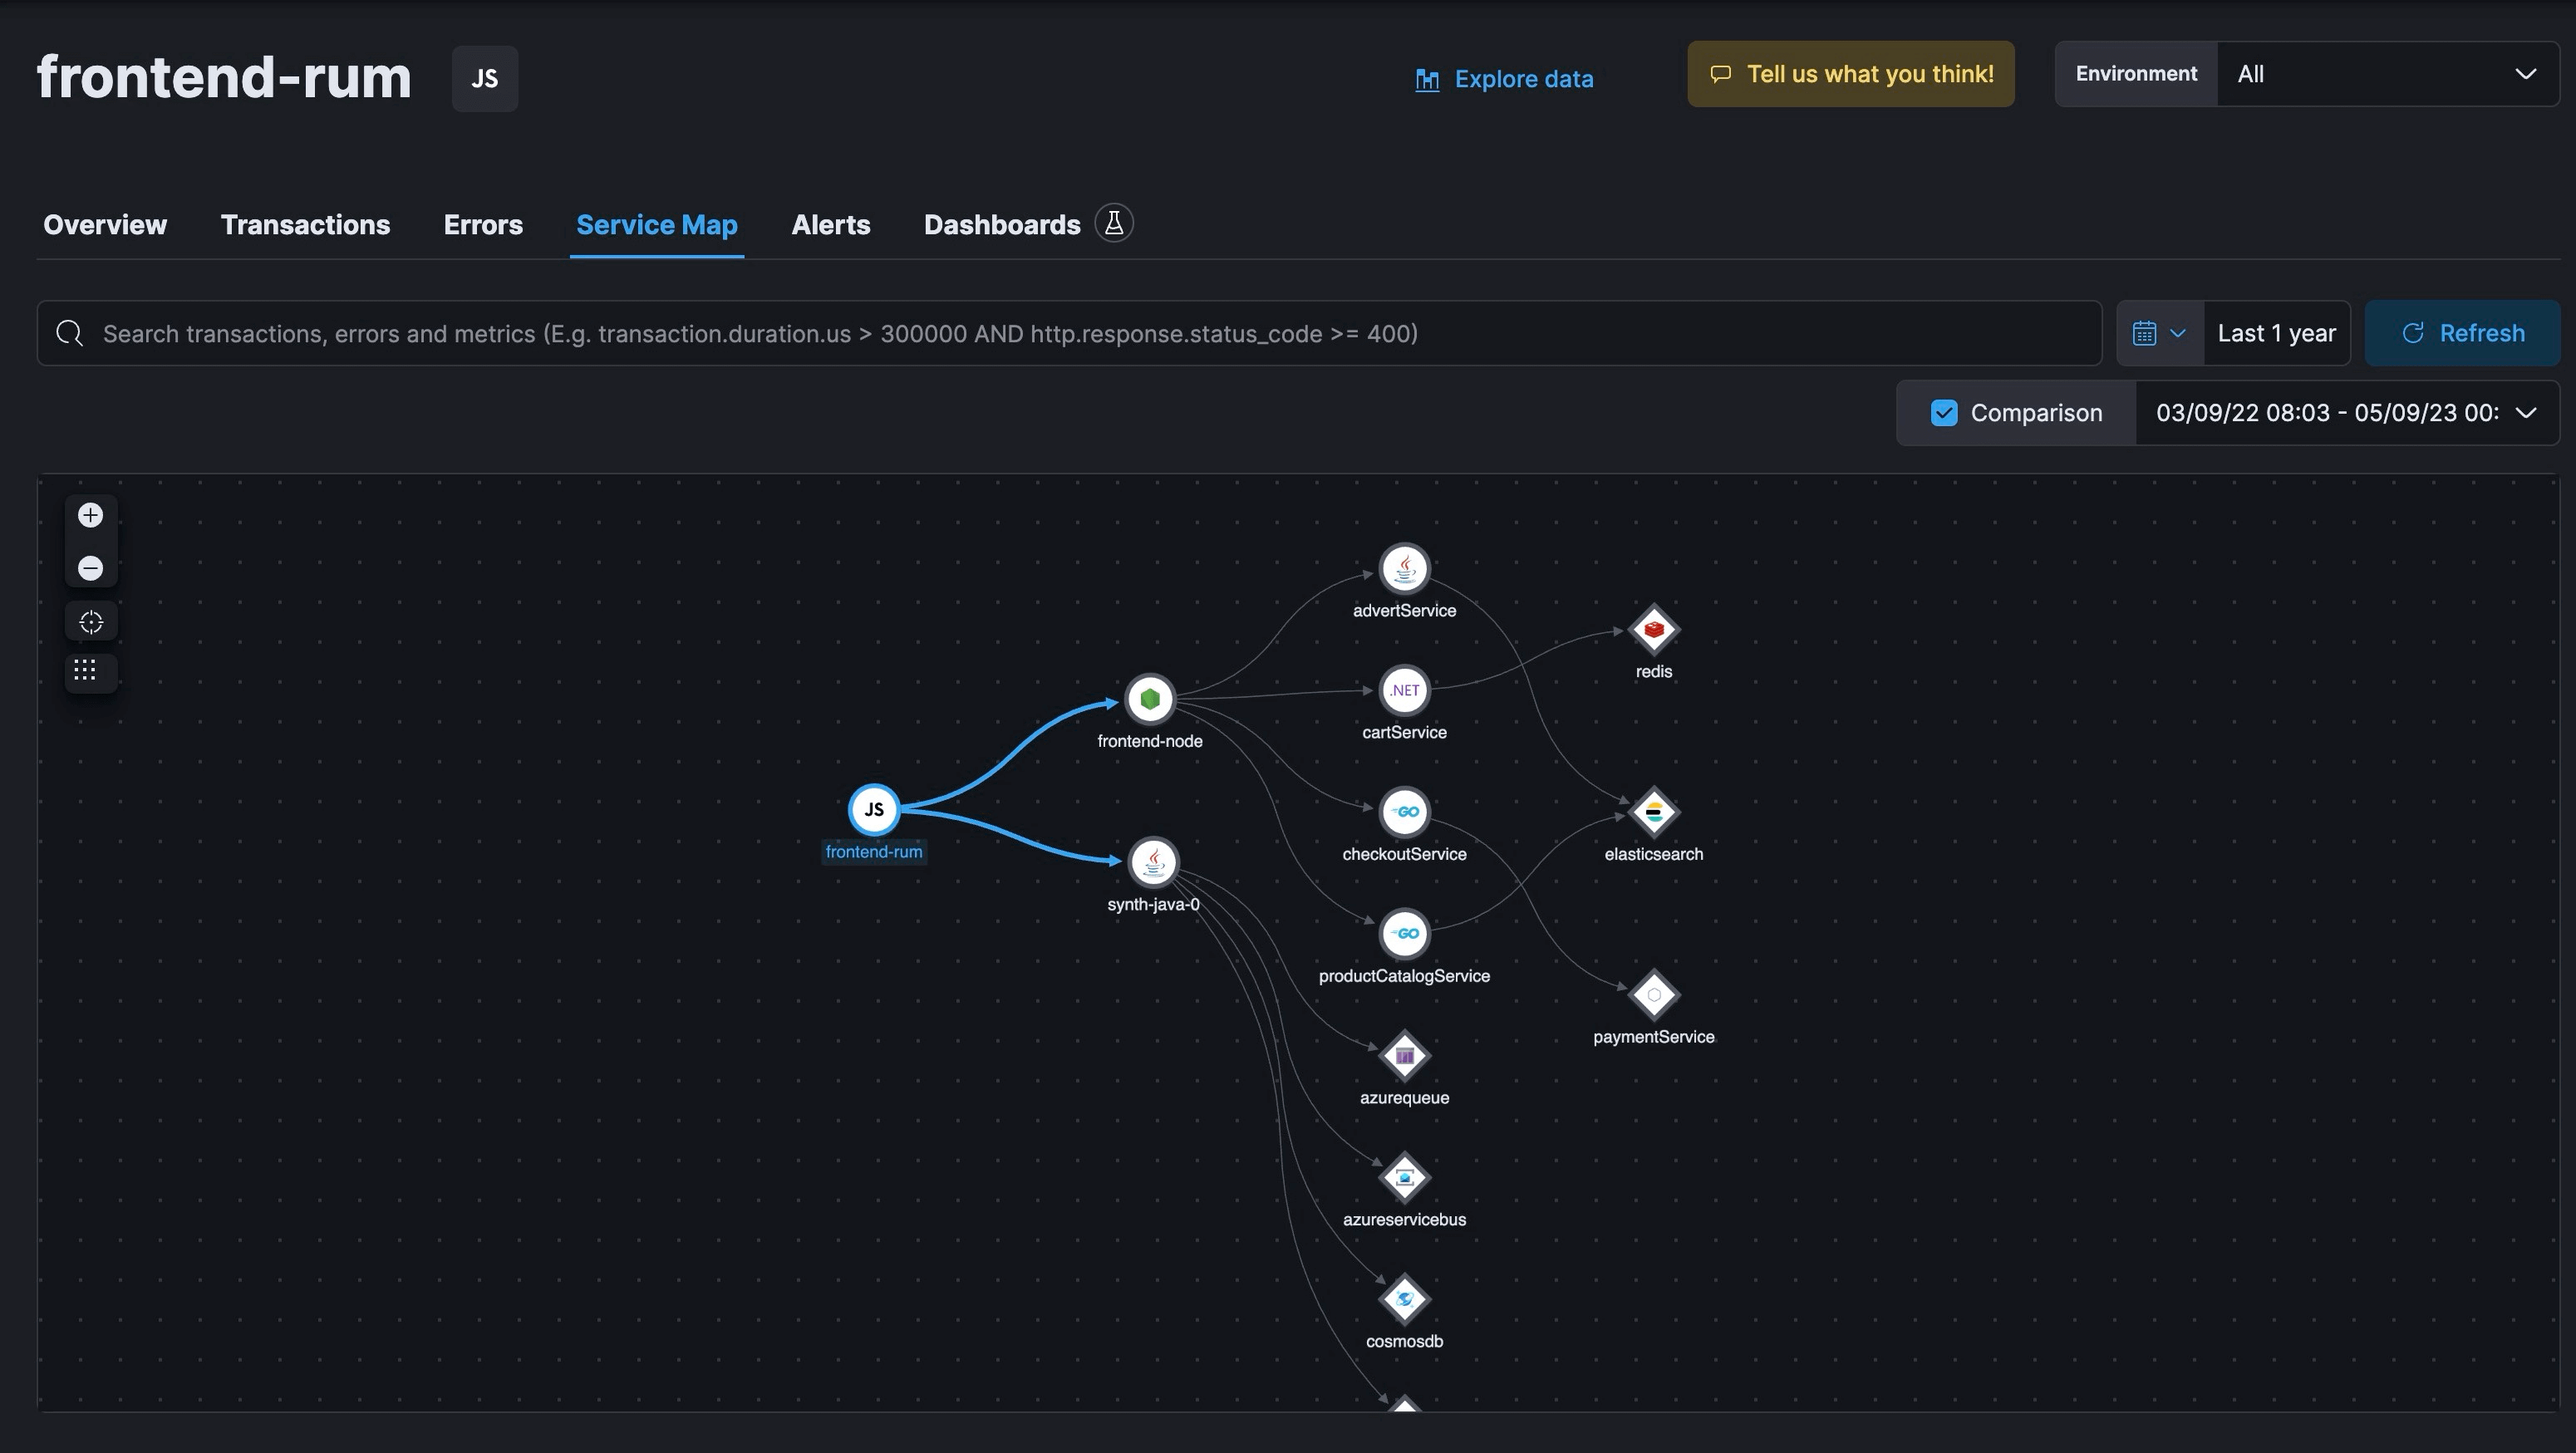 frontend-rum
JS
Explore data
Tell us what you think!
Environment
All
Overview
Transactions
Errors
Service Map
Alerts
Dashboards
Search transactions, errors and metrics (E.g. transaction.duration.us > 300000 AND http.response.status_code >= 400)
Last 1 year
Refresh
Comparison
03/09/22 08:03 - 05/09/23 00:
advertService
redis
frontend-node
.NET
cartService
JS
frontend-rum
GO
checkoutService
elasticsearch
synth-java-0
GO
productCatalogService
paymentService
azurequeue
azureservicebus
cosmosdb